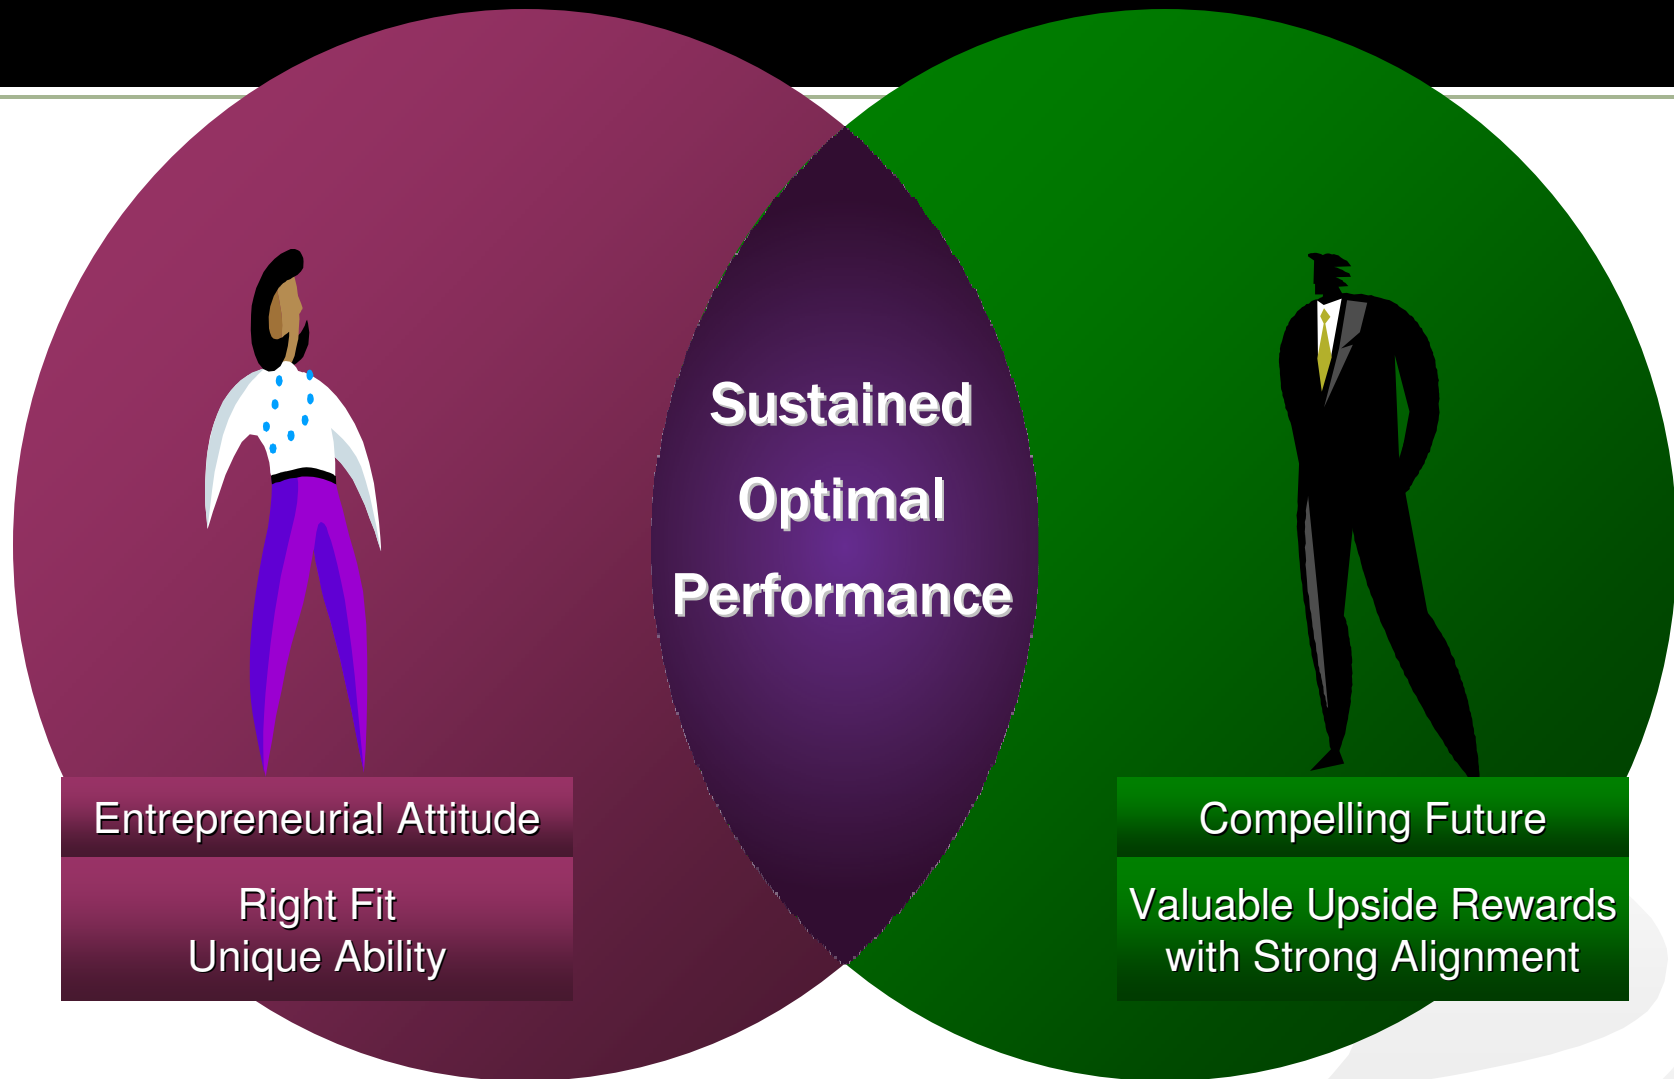 Sustained
Optimal
Performance
Entrepreneurial Attitude
Right Fit
Unique Ability
Compelling Future
Valuable Upside Rewards
with Strong Alignment